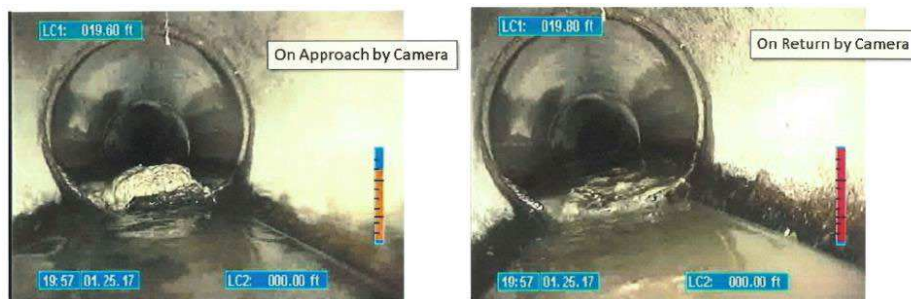 LC1: 019.60 ft
On Approach by Camera
19:57 01.25.17
LC2: 000.00 ft
LC1: 019.80 ft
On Return by Camera
19:57 01.25.17
LC2: 000.00 ft